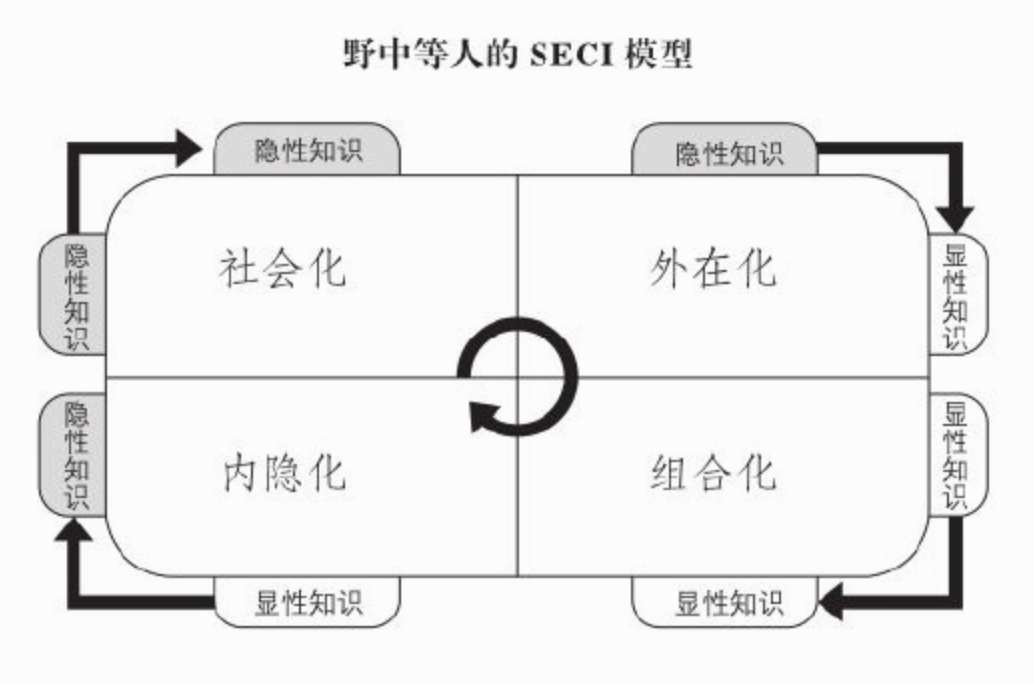 野中等人的 SECI 模型
隐性知识
隐性知识
隐性知识
社会化
外在化
显性知识
隐性知识
内隐化
组合化
显性知识
显性知识
显性知识